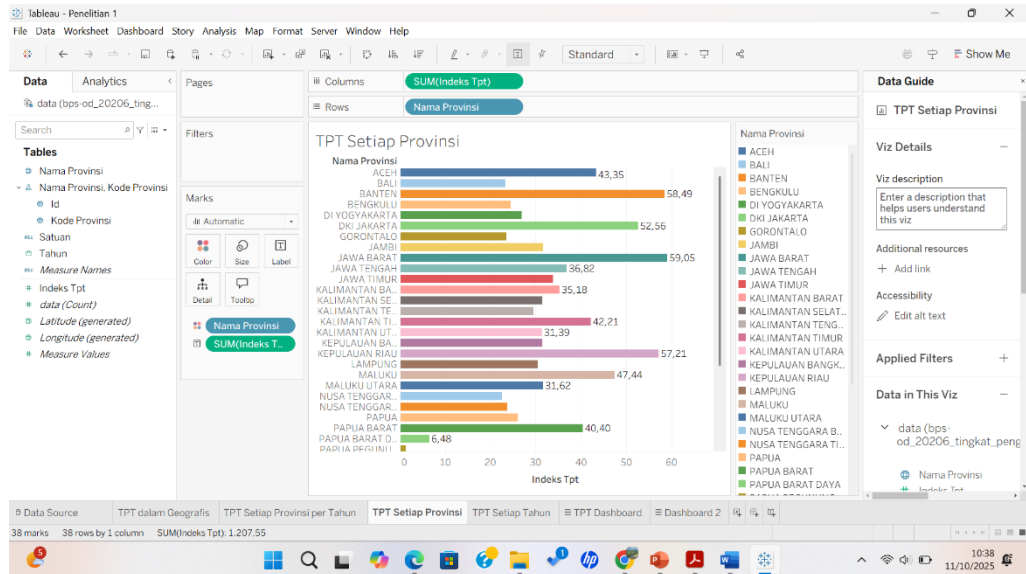 Tableau - Penelitian 1
File Data Worksheet Dashboard Story Analysis Map Format Server Window Help
Standard
Show Me
Data Analytics
data (bps-od_20206_ting...
Search
Tables
Nama Provinsi
Nama Provinsi, Kode Provinsi
Id
Kode Provinsi
Satuan
Tahun
Measure Names
Indeks Tpt
data (Count)
Latitude (generated)
Longitude (generated)
Measure Values
Pages
Filters
Marks
Automatic
Color Size Label
Detail Tooltip
Nama Provinsi
SUM(Indeks T..
Columns SUM(Indeks Tpt)
Rows Nama Provinsi
TPT Setiap Provinsi
Nama Provinsi
ACEH 43,35
BALI
BANTEN 58,49
BENGKULU
DI YOGYAKARTA
DKI JAKARTA 52,56
GORONTALO
JAMBI
JAWA BARAT 59,05
JAWA TENGAH 36,82
JAWA TIMUR
KALIMANTAN BA.. 35,18
KALIMANTAN SE..
KALIMANTAN TE..
KALIMANTAN TI.. 42,21
KALIMANTAN UT.. 31,39
KEPULAUAN BA..
KEPULAUAN RIAU 57,21
LAMPUNG
MALUKU 47,44
MALUKU UTARA 31,62
NUSA TENGGAR..
NUSA TENGGAR..
PAPUA
PAPUA BARAT 40,40
PAPUA BARAT D.. 6,48
PAPUA PEGUNU..
0 10 20 30 40 50 60
Indeks Tpt
Nama Provinsi
ACEH
BALI
BANTEN
BENGKULU
DI YOGYAKARTA
DKI JAKARTA
GORONTALO
JAMBI
JAWA BARAT
JAWA TENGAH
JAWA TIMUR
KALIMANTAN BARAT
KALIMANTAN SELAT..
KALIMANTAN TENG..
KALIMANTAN TIMUR
KALIMANTAN UTARA
KEPULAUAN BANGK..
KEPULAUAN RIAU
LAMPUNG
MALUKU
MALUKU UTARA
NUSA TENGGARA B..
NUSA TENGGARA TI..
PAPUA
PAPUA BARAT
PAPUA BARAT DAYA
Data Guide
TPT Setiap Provinsi
Viz Details
Viz description
Enter a description that
helps users understand
this viz
Additional resources
Add link
Accessibility
Edit alt text
Applied Filters
Data in This Viz
data (bps-
od_20206_tingkat_peng
Nama Provinsi
Indeks Tpt
Data Source TPT dalam Geografis TPT Setiap Provinsi per Tahun TPT Setiap Provinsi TPT Setiap Tahun TPT Dashboard Dashboard 2
38 marks 38 rows by 1 column SUM(Indeks Tpt): 1.207,55
10:38
11/10/2025